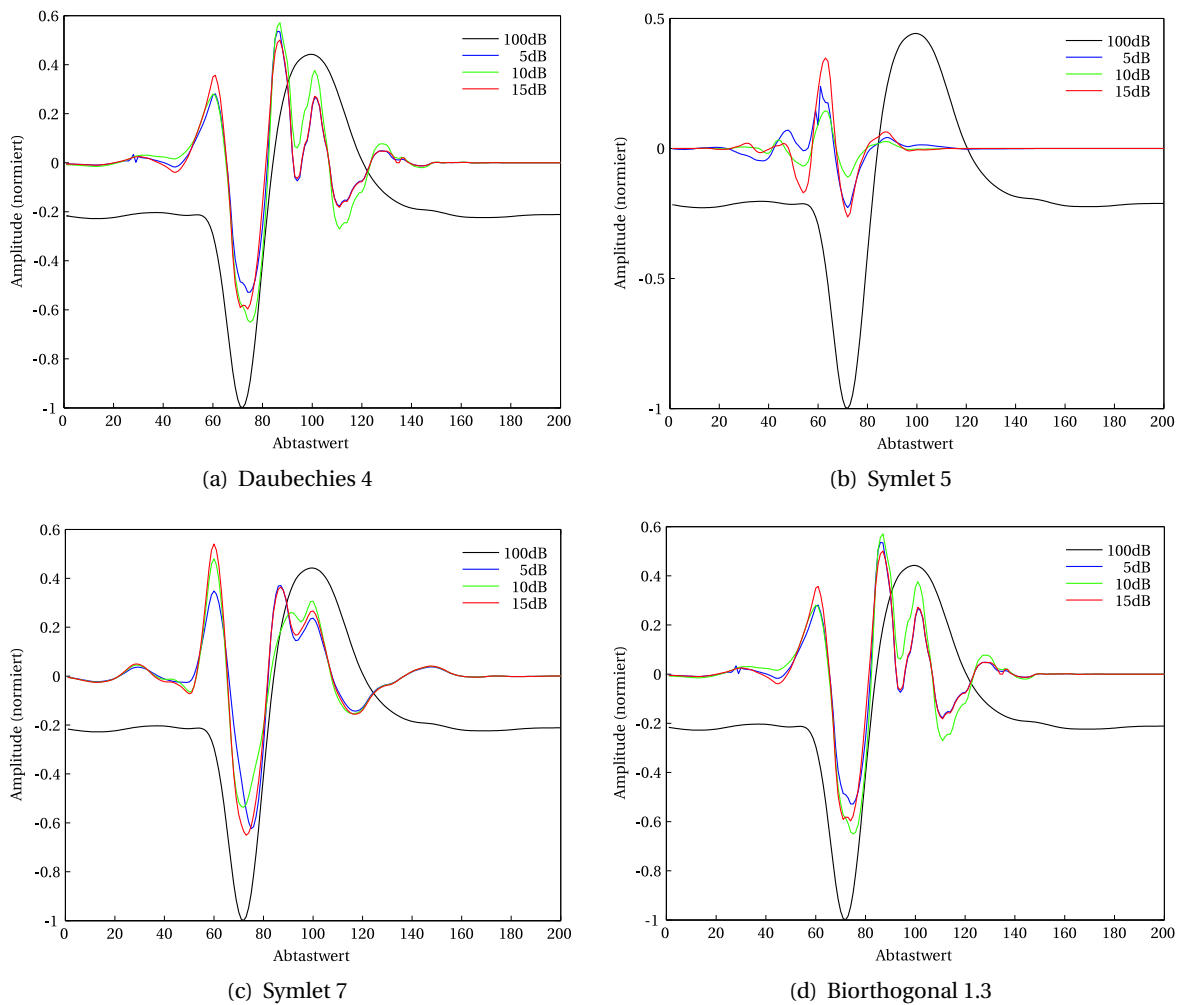 0.6
0.4
0.2
0
-0.2
-0.4
-0.6
-0.8
-1
Amplitude (normiert)
100dB
5dB
10dB
15dB
0 20 40 60 80 100 120 140 160 180 200
Abtastwert
(a) Daubechies 4
0.5
0
-0.5
-1
Amplitude (normiert)
100dB
5dB
10dB
15dB
0 20 40 60 80 100 120 140 160 180 200
Abtastwert
(b) Symlet 5
0.6
0.4
0.2
0
-0.2
-0.4
-0.6
-0.8
-1
Amplitude (normiert)
100dB
5dB
10dB
15dB
0 20 40 60 80 100 120 140 160 180 200
Abtastwert
(c) Symlet 7
0.6
0.4
0.2
0
-0.2
-0.4
-0.6
-0.8
-1
Amplitude (normiert)
100dB
5dB
10dB
15dB
0 20 40 60 80 100 120 140 160 180 200
Abtastwert
(d) Biorthogonal 1.3